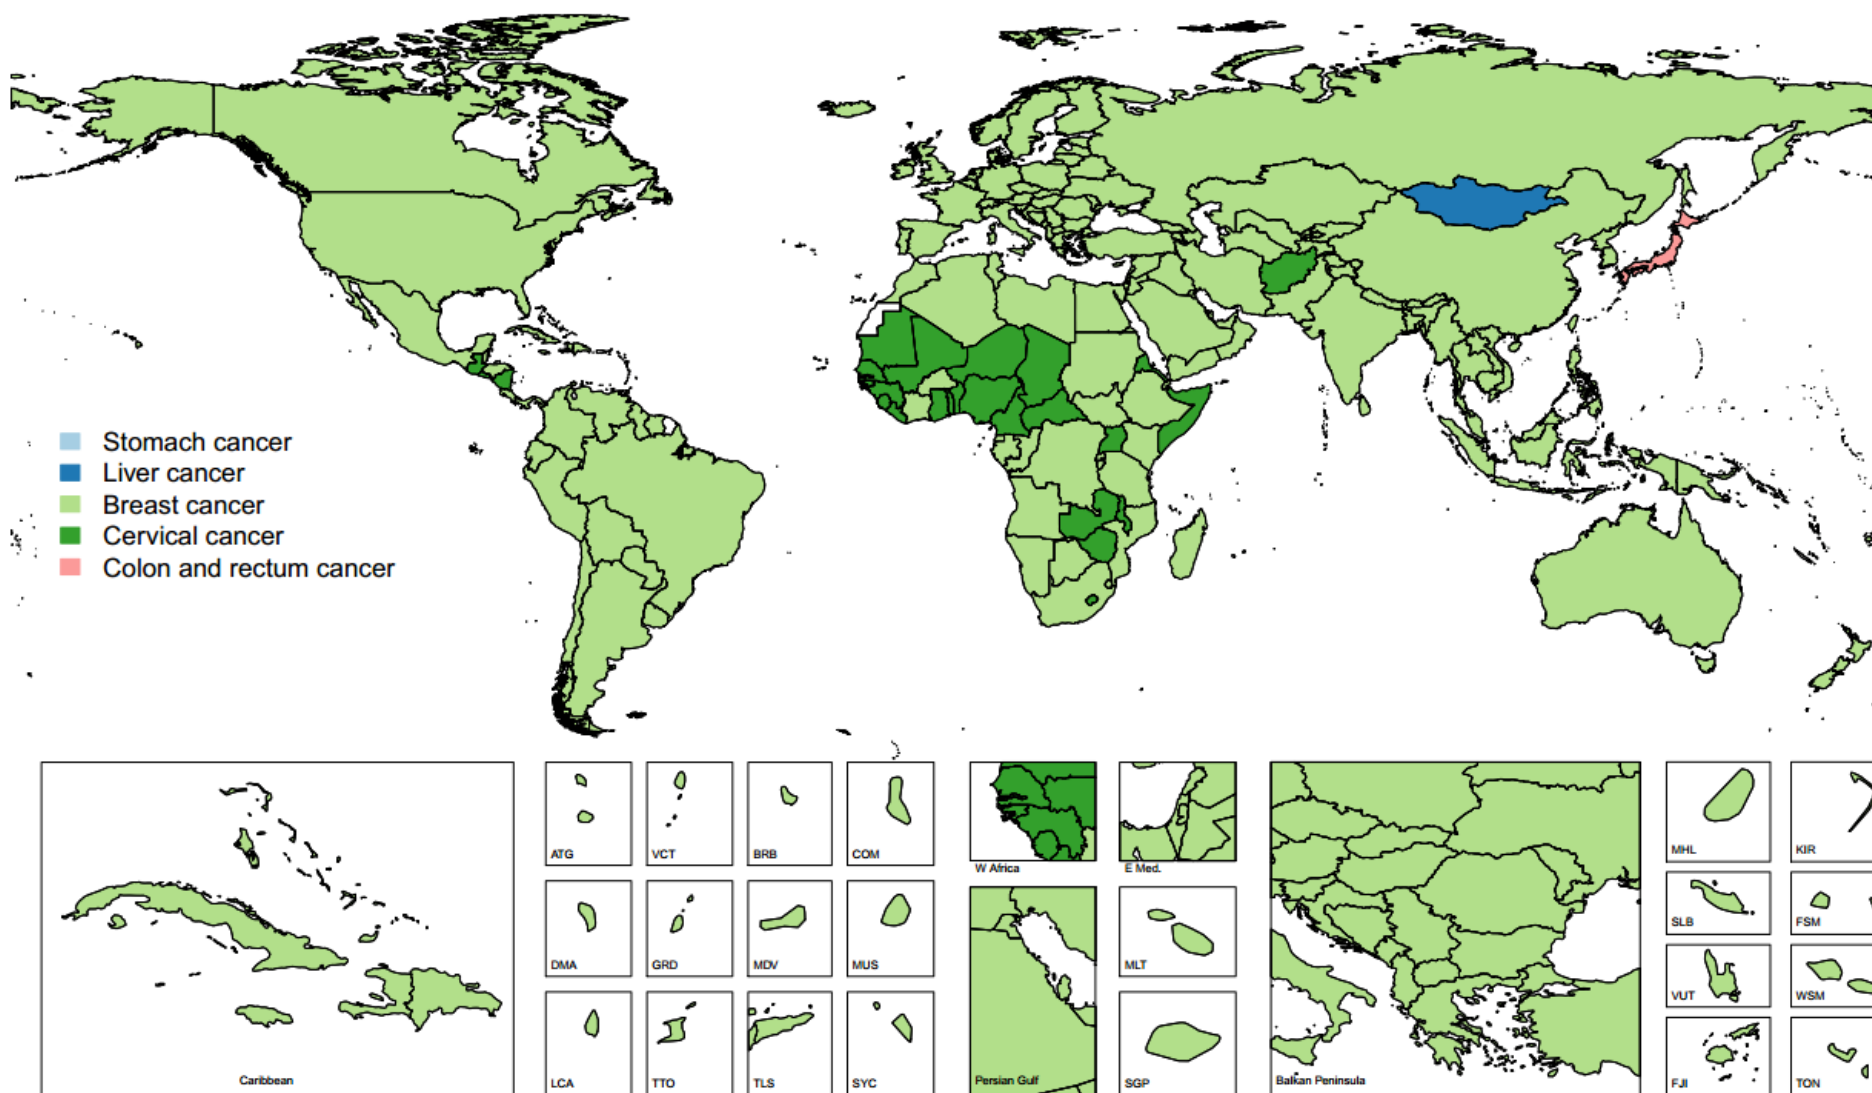 Stomach cancer
Liver cancer
Breast cancer
Cervical cancer
Colon and rectum cancer
Caribbean
ATG
VCT
BRB
COM
DMA
GRD
MDV
MUS
LCA
TTO
TLS
SYC
W Africa
E Med.
Persian Gulf
MLT
SGP
Balkan Peninsula
MHL
KIR
SLB
FSM
VUT
WSM
FJI
TON